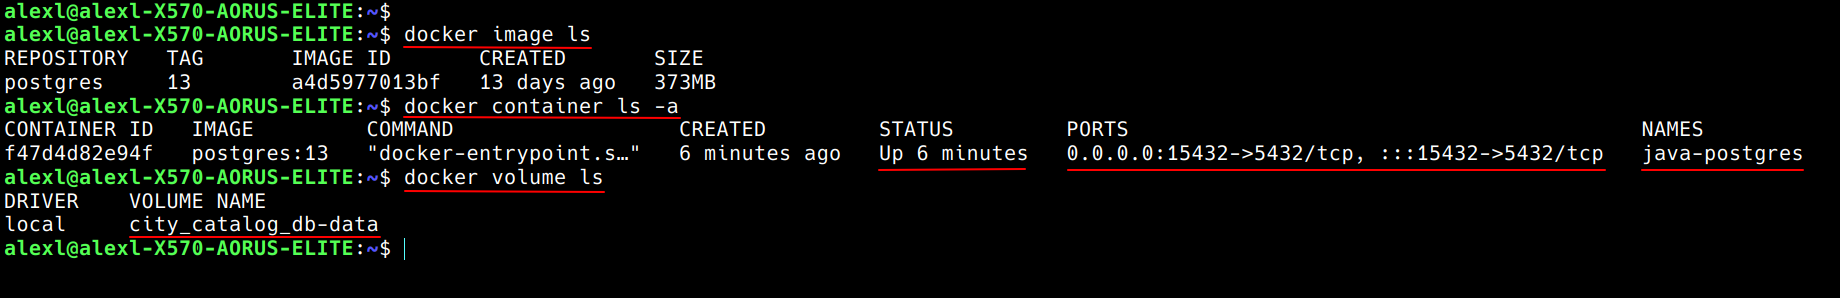 alexl@alexl-X570-AORUS-ELITE:~$
alexl@alexl-X570-AORUS-ELITE:~$ docker image ls
REPOSITORY   TAG       IMAGE ID       CREATED       SIZE
postgres     13        a4d5977013bf   13 days ago   373MB
alexl@alexl-X570-AORUS-ELITE:~$ docker container ls -a
CONTAINER ID   IMAGE         COMMAND                  CREATED         STATUS         PORTS                                         NAMES
f47d4d82e94f   postgres:13   "docker-entrypoint.s…"   6 minutes ago   Up 6 minutes   0.0.0.0:15432->5432/tcp, :::15432->5432/tcp   java-postgres
alexl@alexl-X570-AORUS-ELITE:~$ docker volume ls
DRIVER    VOLUME NAME
local     city_catalog_db-data
alexl@alexl-X570-AORUS-ELITE:~$